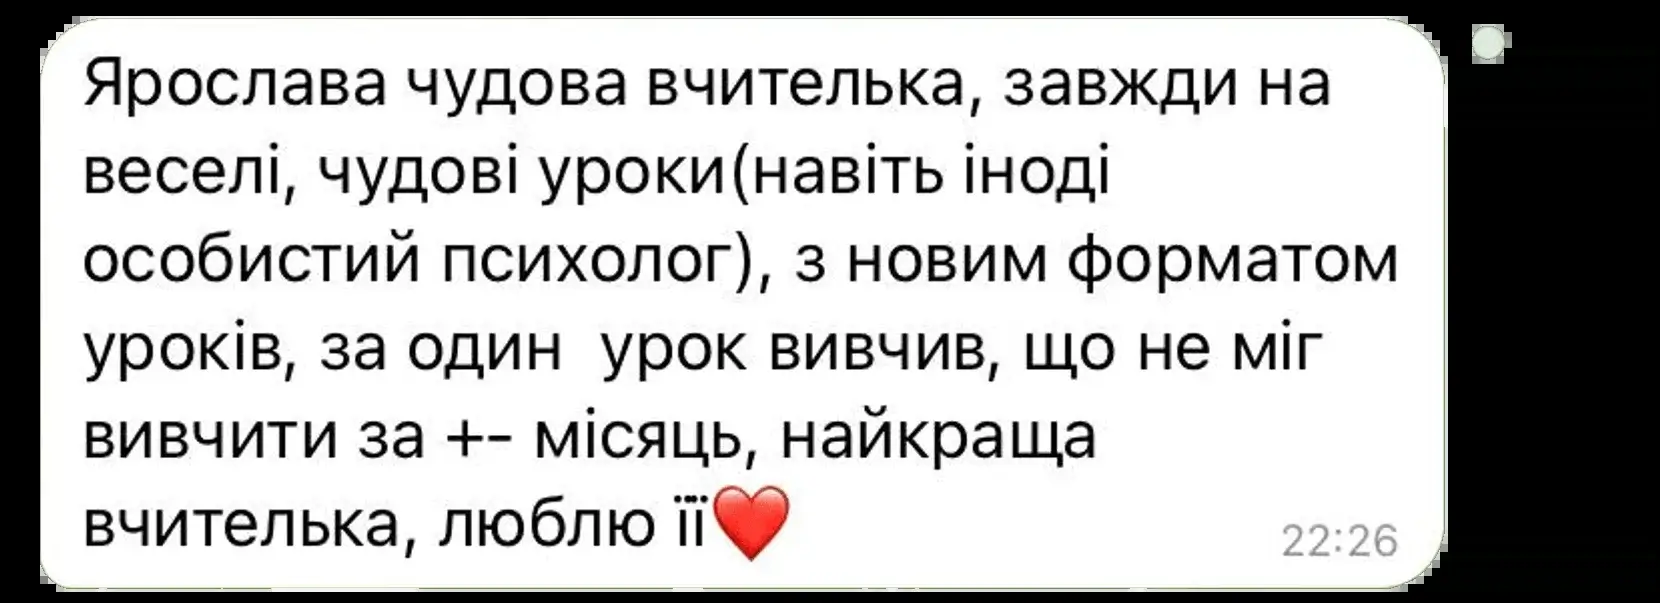 Ярослава чудова вчителька, завжди на
веселі, чудові уроки(навіть іноді
особистий психолог), з новим форматом
уроків, за один  урок вивчив, що не міг
вивчити за +- місяць, найкраща
вчителька, люблю її❤️
22:26